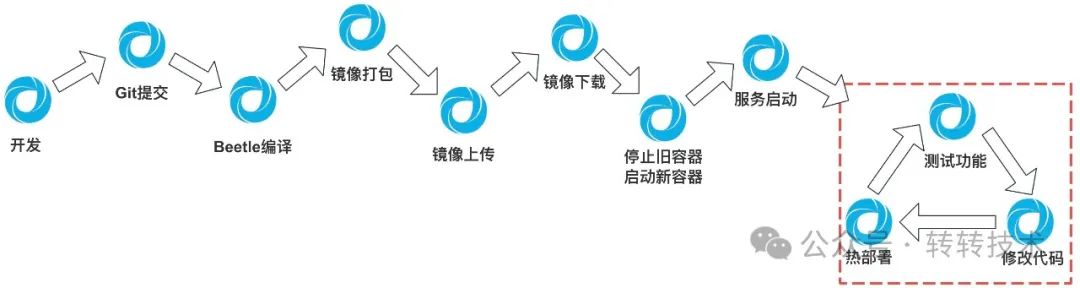 开发
Git提交
Beetle编译
镜像打包
镜像上传
镜像下载
停止旧容器
启动新容器
服务启动
测试功能
热部署
修改代码
公众号 · 转转技术